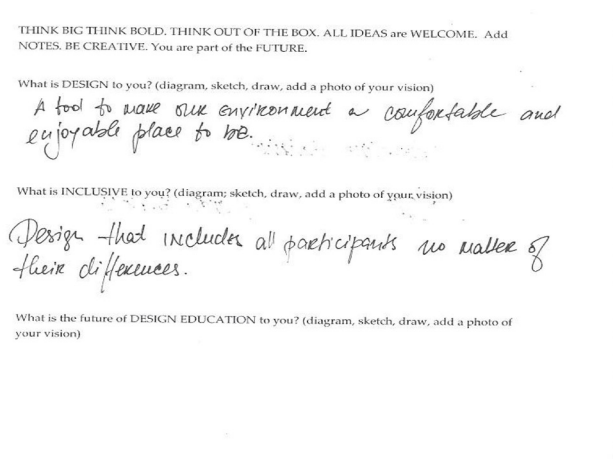 THINK BIG THINK BOLD. THINK OUT OF THE BOX. ALL IDEAS are WELCOME. Add
NOTES. BE CREATIVE. You are part of the FUTURE.
What is DESIGN to you? (diagram, sketch, draw, add a photo of your vision)
A tool to make our environment a comfortable and
enjoyable place to be.
What is INCLUSIVE to you? (diagram; sketch, draw, add a photo of your vision)
Design that includes all participants no matter of
their differences.
What is the future of DESIGN EDUCATION to you? (diagram, sketch, draw, add a photo of
your vision)